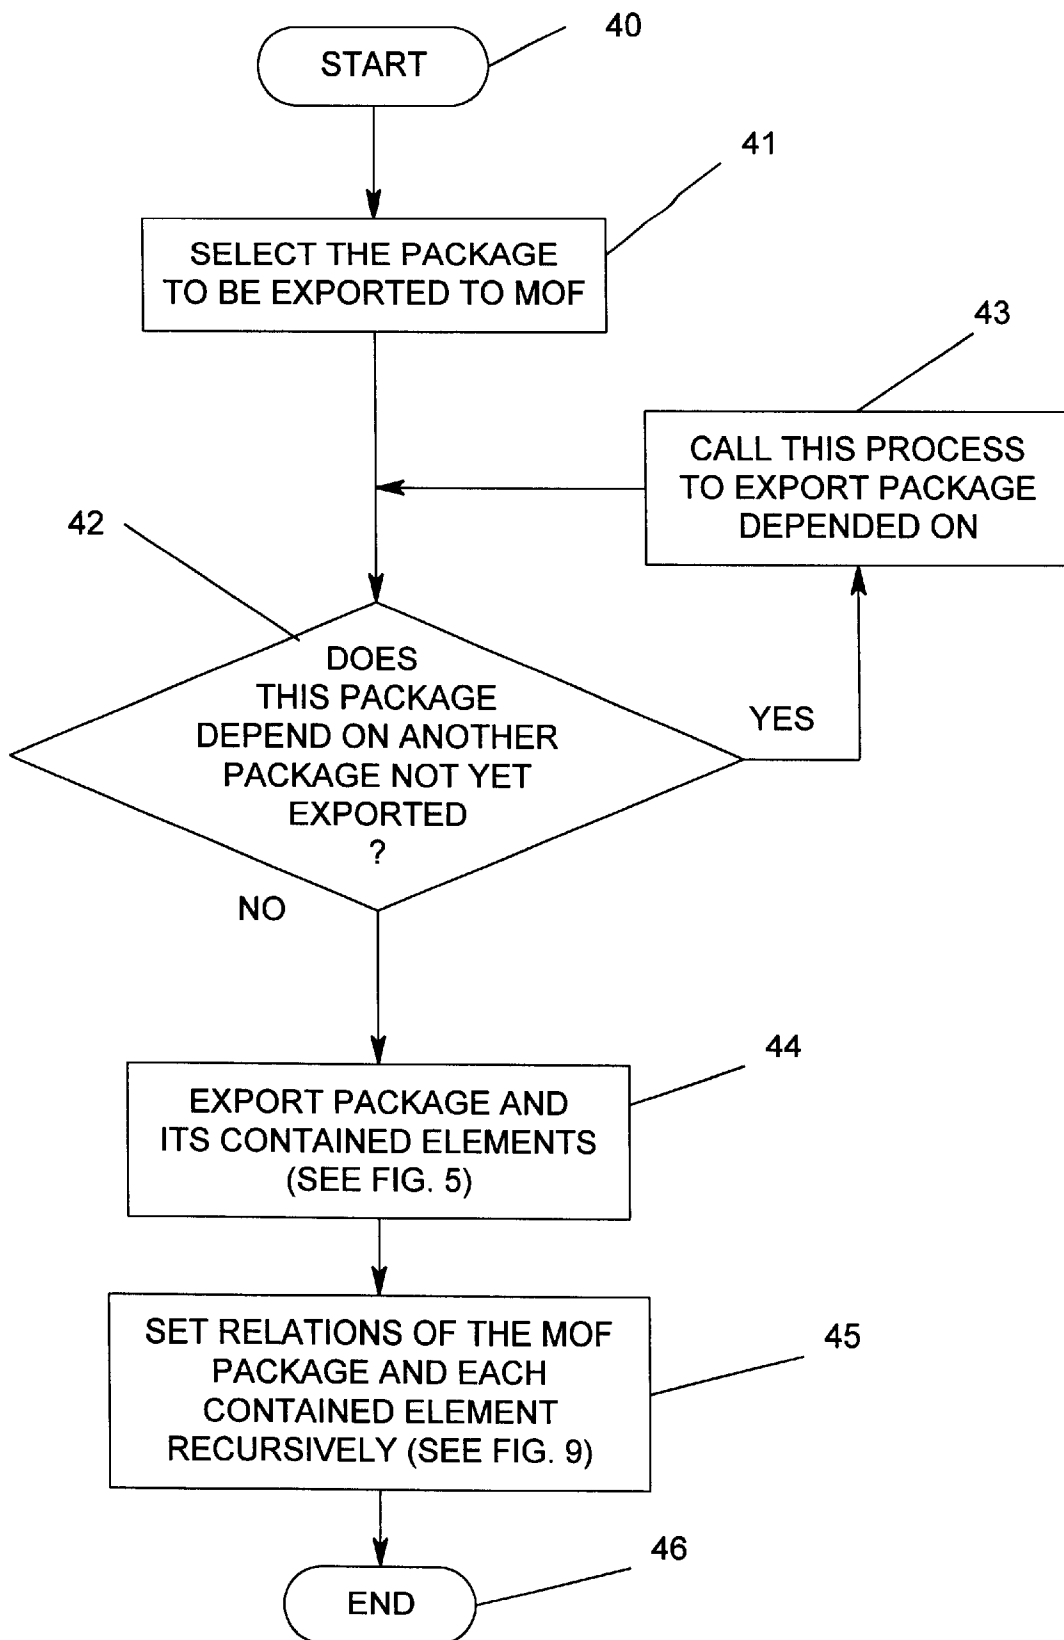 START
40
41
SELECT THE PACKAGE
TO BE EXPORTED TO MOF
43
CALL THIS PROCESS
TO EXPORT PACKAGE
DEPENDED ON
42
DOES
THIS PACKAGE
DEPEND ON ANOTHER
PACKAGE NOT YET
EXPORTED
?
YES
NO
44
EXPORT PACKAGE AND
ITS CONTAINED ELEMENTS
(SEE FIG. 5)
SET RELATIONS OF THE MOF
PACKAGE AND EACH
CONTAINED ELEMENT
RECURSIVELY (SEE FIG. 9)
45
46
END